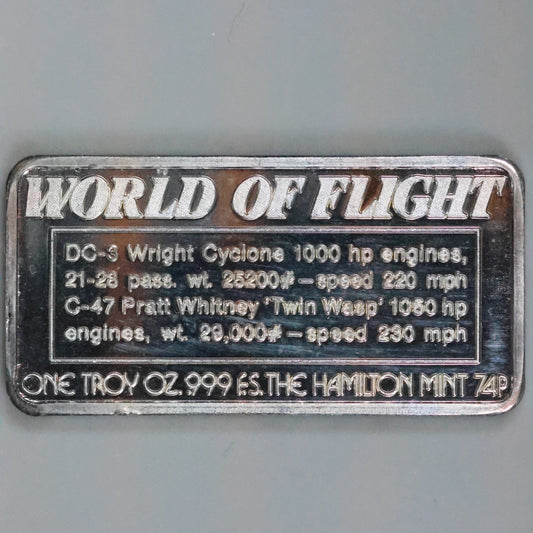 WORLD OF FLIGHT
DC-3 Wright Cyclone 1000 hp engines,
21-28 pass. wt. 25200# – speed 220 mph
C-47 Pratt Whitney 'Twin Wasp' 1050 hp
engines, wt. 29,000# – speed 230 mph
ONE TROY OZ. .999 F.S. THE HAMILTON MINT 74P